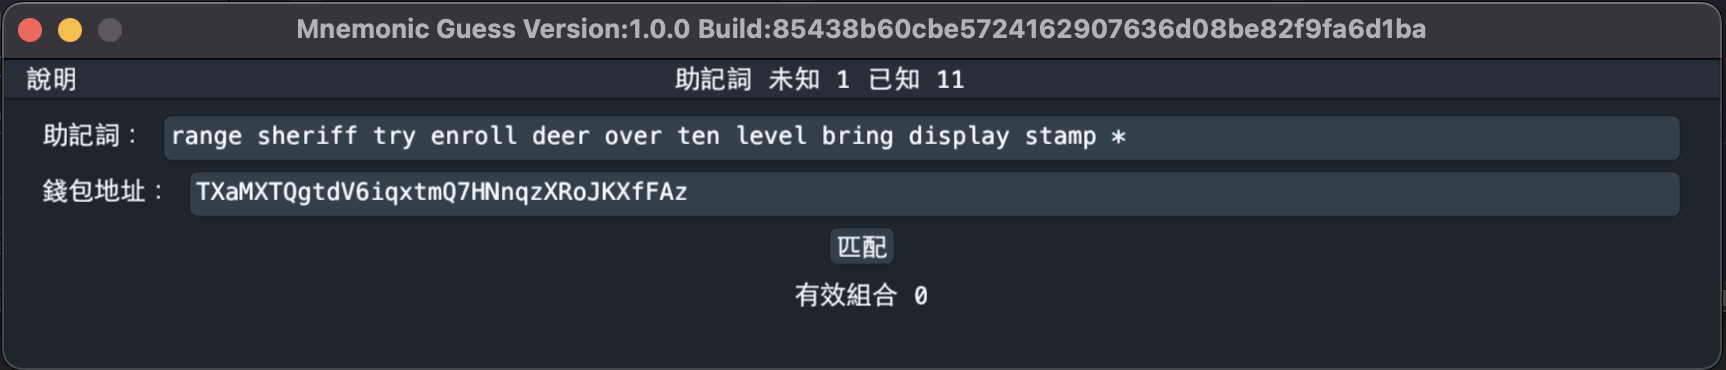 Mnemonic Guess Version:1.0.0 Build:85438b60cbe5724162907636d08be82f9fa6d1ba
說明 助記詞 未知 1 已知 11
助記詞： range sheriff try enroll deer over ten level bring display stamp *
錢包地址： TXaMXTQgtdV6iqxtmQ7HNnqzXRoJKXfFAz
匹配
有效組合 0